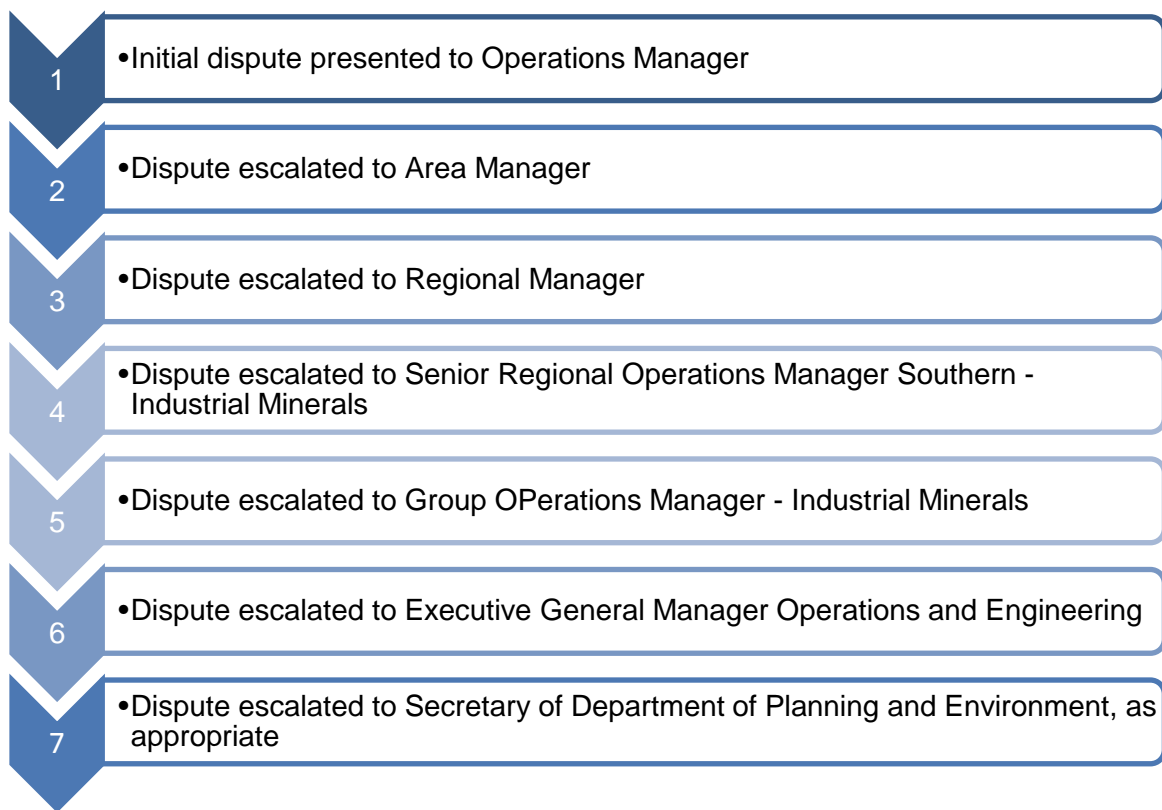 1
•Initial dispute presented to Operations Manager
2
•Dispute escalated to Area Manager
3
•Dispute escalated to Regional Manager
4
•Dispute escalated to Senior Regional Operations Manager Southern -
Industrial Minerals
5
•Dispute escalated to Group OPerations Manager - Industrial Minerals
6
•Dispute escalated to Executive General Manager Operations and Engineering
7
•Dispute escalated to Secretary of Department of Planning and Environment, as
appropriate